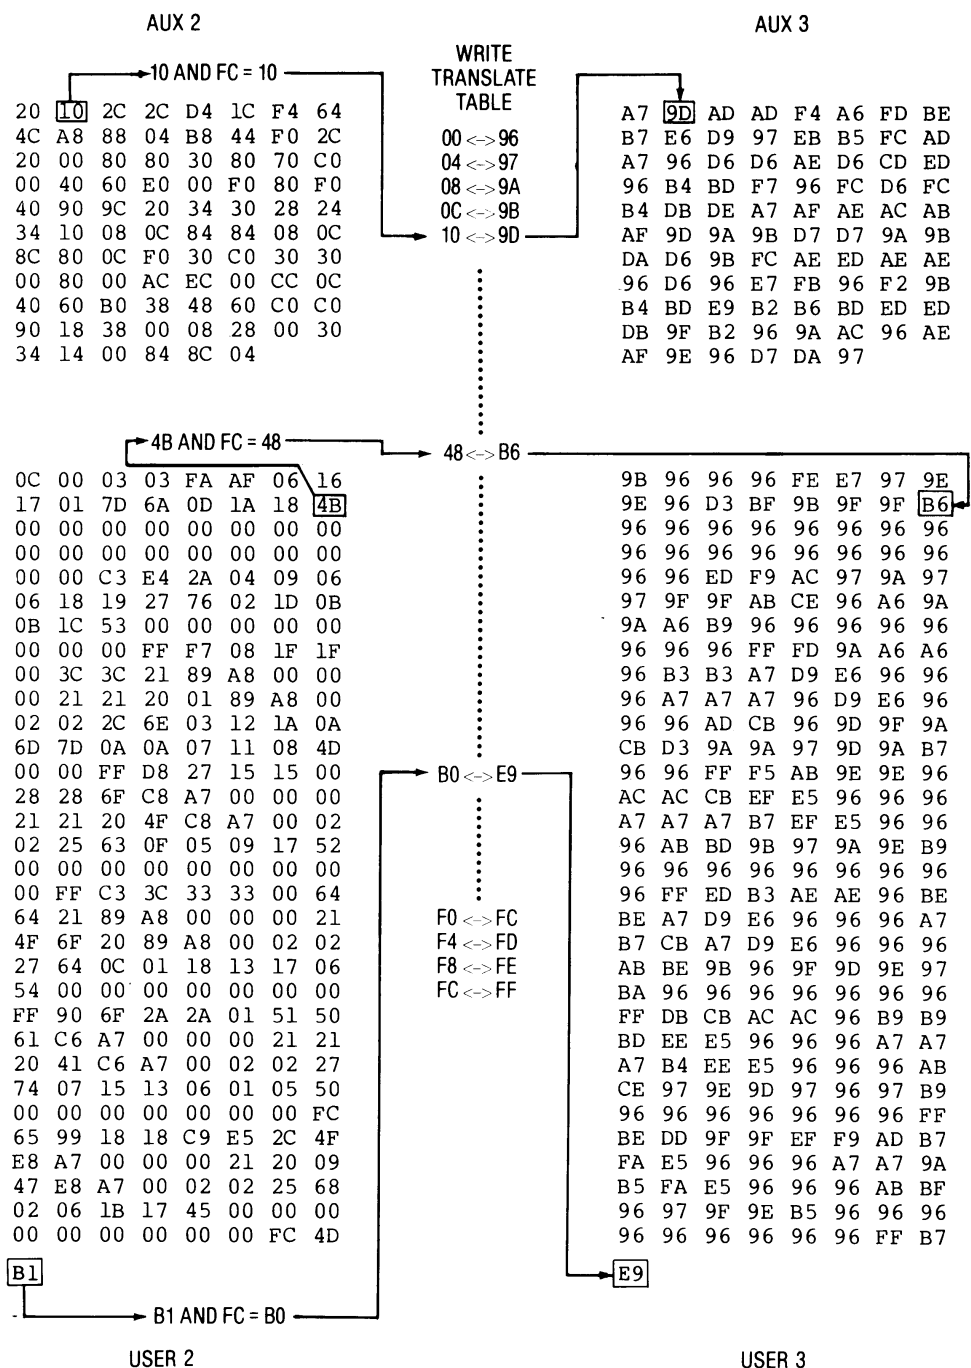 AUX 2
AUX 3
10 AND FC = 10
WRITE
TRANSLATE
TABLE
20 10 2C 2C D4 1C F4 64
4C A8 88 04 B8 44 F0 2C
20 00 80 80 30 80 70 C0
00 40 60 E0 00 F0 80 F0
40 90 9C 20 34 30 28 24
34 10 08 0C 84 84 08 0C
8C 80 0C F0 30 C0 30 30
00 80 00 AC EC 00 CC 0C
40 60 B0 38 48 60 C0 C0
90 18 38 00 08 28 00 30
34 14 00 84 8C 04
00 <-> 96
04 <-> 97
08 <-> 9A
0C <-> 9B
10 <-> 9D
A7 9D AD AD F4 A6 FD BE
B7 E6 D9 97 EB B5 FC AD
A7 96 D6 D6 AE D6 CD ED
96 B4 BD F7 96 FC D6 FC
B4 DB DE A7 AF AE AC AB
AF 9D 9A 9B D7 D7 9A 9B
DA D6 9B FC AE ED AE AE
96 D6 96 E7 FB 96 F2 9B
B4 BD E9 B2 B6 BD ED ED
DB 9F B2 96 9A AC 96 AE
AF 9E 96 D7 DA 97
4B AND FC = 48
48 <-> B6
0C 00 03 03 FA AF 06 16
17 01 7D 6A 0D 1A 18 4B
00 00 00 00 00 00 00 00
00 00 00 00 00 00 00 00
00 00 C3 E4 2A 04 09 06
06 18 19 27 76 02 1D 0B
0B 1C 53 00 00 00 00 00
00 00 00 FF F7 08 1F 1F
00 3C 3C 21 89 A8 00 00
00 21 21 20 01 89 A8 00
02 02 2C 6E 03 12 1A 0A
6D 7D 0A 0A 07 11 08 4D
00 00 FF D8 27 15 15 00
28 28 6F C8 A7 00 00 00
21 21 20 4F C8 A7 00 02
02 25 63 0F 05 09 17 52
00 00 00 00 00 00 00 00
00 FF C3 3C 33 33 00 64
64 21 89 A8 00 00 00 21
4F 6F 20 89 A8 00 02 02
27 64 0C 01 18 13 17 06
54 00 00 00 00 00 00 00
FF 90 6F 2A 2A 01 51 50
61 C6 A7 00 00 00 21 21
20 41 C6 A7 00 02 02 27
74 07 15 13 06 01 05 50
00 00 00 00 00 00 00 FC
65 99 18 18 C9 E5 2C 4F
E8 A7 00 00 00 21 20 09
47 E8 A7 00 02 02 25 68
02 06 1B 17 45 00 00 00
00 00 00 00 00 00 FC 4D
B1
B0 <-> E9
F0 <-> FC
F4 <-> FD
F8 <-> FE
FC <-> FF
9B 96 96 96 FE E7 97 9E
9E 96 D3 BF 9B 9F 9F B6
96 96 96 96 96 96 96 96
96 96 96 96 96 96 96 96
96 96 ED F9 AC 97 9A 97
97 9F 9F AB CE 96 A6 9A
9A A6 B9 96 96 96 96 96
96 96 96 FF FD 9A A6 A6
96 B3 B3 A7 D9 E6 96 96
96 A7 A7 A7 96 D9 E6 96
96 96 AD CB 96 9D 9F 9A
CB D3 9A 9A 97 9D 9A B7
96 96 FF F5 AB 9E 9E 96
AC AC CB EF E5 96 96 96
A7 A7 A7 B7 EF E5 96 96
96 AB BD 9B 97 9A 9E B9
96 96 96 96 96 96 96 96
96 FF ED B3 AE AE 96 BE
BE A7 D9 E6 96 96 96 A7
B7 CB A7 D9 E6 96 96 96
AB BE 9B 96 9F 9D 9E 97
BA 96 96 96 96 96 96 96
FF DB CB AC AC 96 B9 B9
BD EE E5 96 96 96 A7 A7
A7 B4 EE E5 96 96 96 AB
CE 97 9E 9D 97 96 97 B9
96 96 96 96 96 96 96 FF
BE DD 9F 9F EF F9 AD B7
FA E5 96 96 96 A7 A7 9A
B5 FA E5 96 96 96 AB BF
96 97 9F 9E B5 96 96 96
96 96 96 96 96 96 FF B7
E9
B1 AND FC = B0
USER 2
USER 3